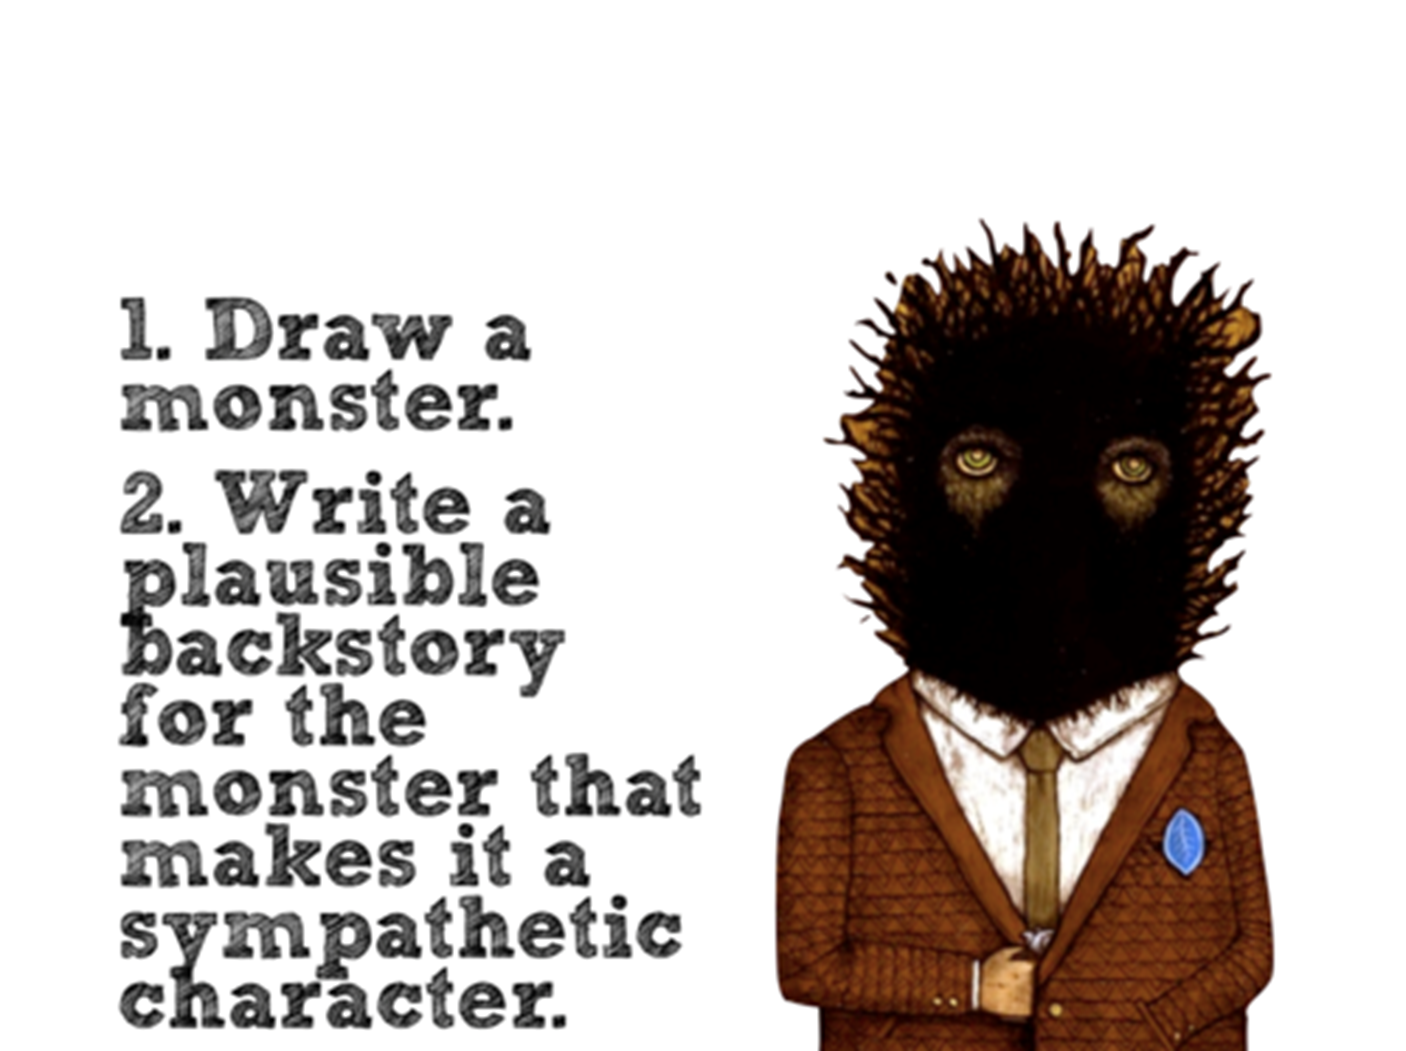 1. Draw a
monster.
2. Write a
plausible
backstory
for the
monster that
makes it a
sympathetic
character.